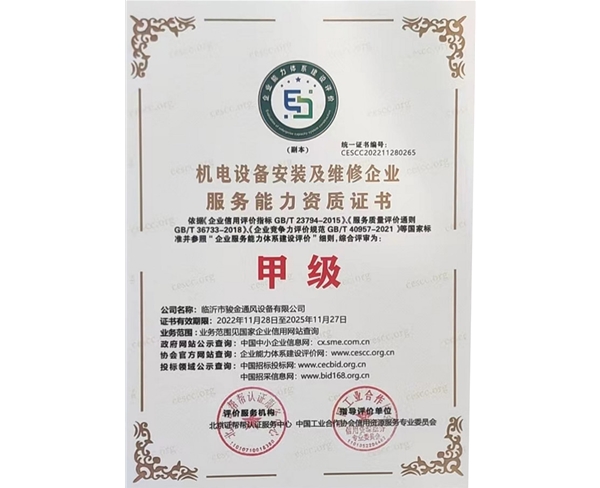 企业能力体系建设评价
(副本)
统一证书编号:
CESCC202211280265
机电设备安装及维修企业
服务能力资质证书
依据《企业信用评价指标 GB/T 23794-2015》、《服务质量评价通则
GB/T 36733-2018》、《企业竞争力评价规范 GB/T 40957-2021》等国家标
准并参照“企业服务能力体系建设评价”细则,综合评审为:
甲级
公司名称:临沂市骏金通风设备有限公司
证书有效期限:2022年11月28日至2025年11月27日
业务范围:业务范围见国家企业信用网站查询
政府网站公示查询:中国中小企业信息网:cx.sme.com.cn
协会官方网站查询:企业能力体系建设评价网:www.cescc.org.cn
投标领域公示查询:中国招标投标网:www.cecbid.org.cn
中国招采信息网:www.bid168.org.cn
评价服务机构
北京证帮帮认证服务中心
指导评价单位
中国工业合作协会信用资源服务专业委员会